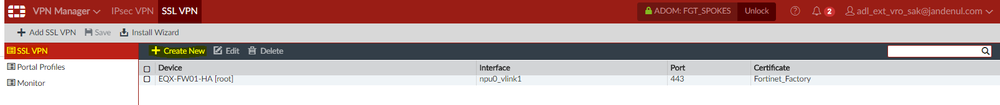 VPN Manager IPsec VPN SSL VPN ADOM: FGT_SPOKES Unlock 2 adl_ext_vro_sak@jandenul.com
Add SSL VPN Save Install Wizard
SSL VPN Create New Edit Delete
Portal Profiles Device Interface Port Certificate
Monitor EQX-FW01-HA [root] npu0_vlink1 443 Fortinet_Factory